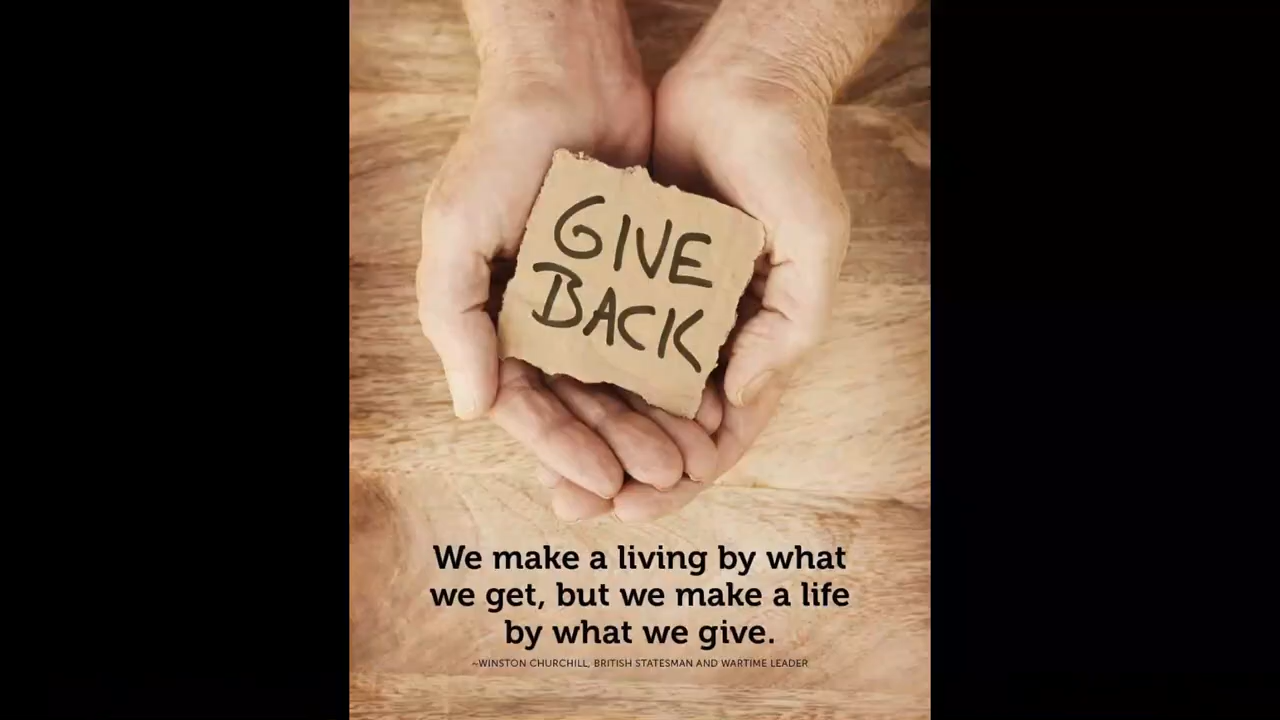 GIVE
BACK
We make a living by what
we get, but we make a life
by what we give.
~WINSTON CHURCHILL, BRITISH STATESMAN AND WARTIME LEADER